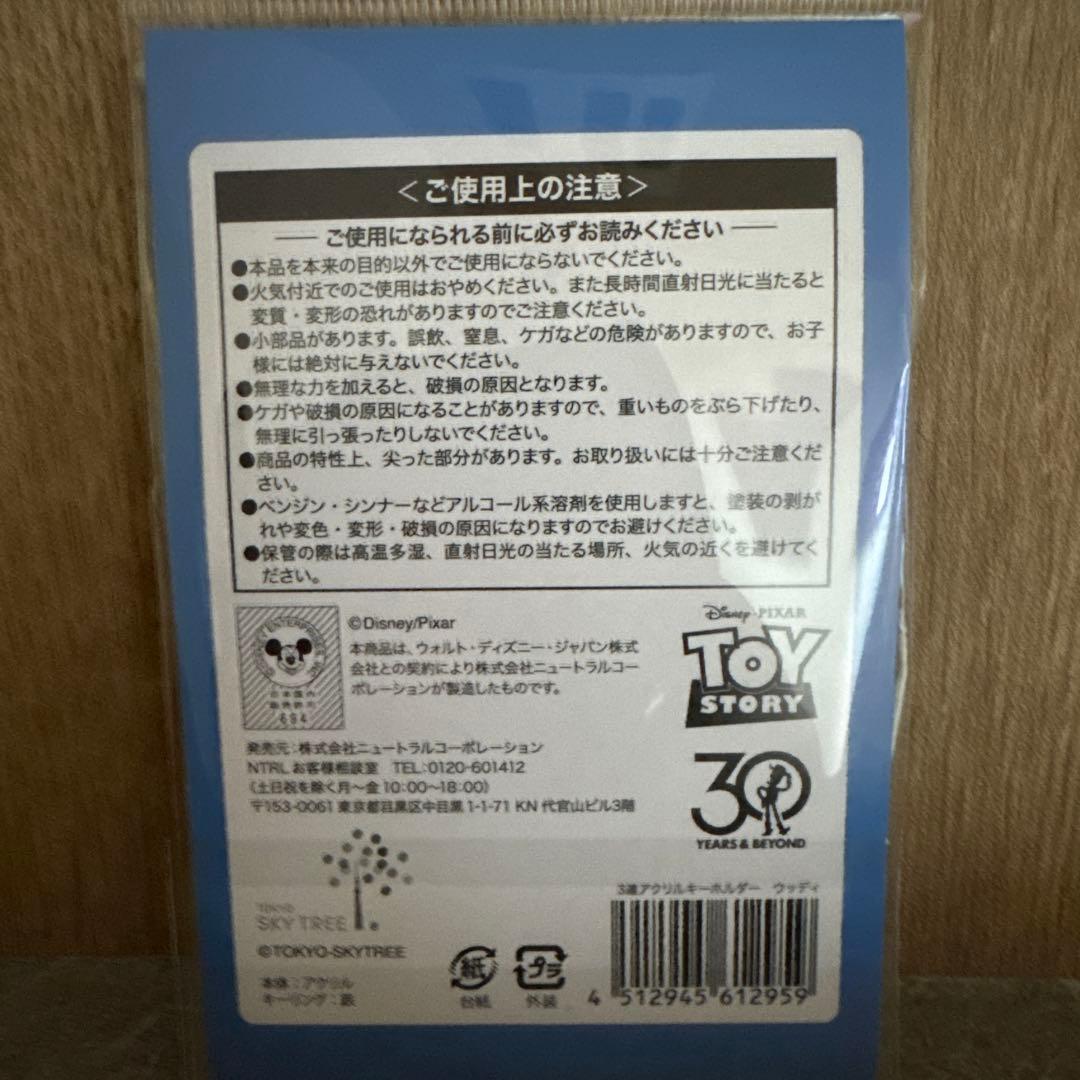 ＜ご使用上の注意＞
ご使用になられる前に必ずお読みください
●本品を本来の目的以外でご使用にならないでください。
●火気付近でのご使用はおやめください。また長時間直射日光に当たると
変質・変形の恐れがありますのでご注意ください。
●小部品があります。誤飲、窒息、ケガなどの危険がありますので、お子
様には絶対に与えないでください。
●無理な力を加えると、破損の原因となります。
●ケガや破損の原因になることがありますので、重いものをぶら下げたり、
無理に引っ張ったりしないでください。
●商品の特性上、尖った部分があります。お取り扱いには十分ご注意くだ
さい。
●ベンジン・シンナーなどアルコール系溶剤を使用しますと、塗装の剥が
れや変色・変形・破損の原因になりますのでお避けください。
●保管の際は高温多湿、直射日光の当たる場所、火気の近くを避けてく
ださい。
©Disney/Pixar
本商品は、ウォルト・ディズニー・ジャパン株式
会社との契約により株式会社ニュートラルコー
ポレーションが製造したものです。
日本国内
販売許可
694
Disney・PIXAR
TOY
STORY
発売元：株式会社ニュートラルコーポレーション
NTRL お客様相談室 TEL:0120-601412
(土日祝を除く月～金 10:00～18:00)
〒153-0061 東京都目黒区中目黒 1-1-71 KN 代官山ビル3階
30
YEARS & BEYOND
TOKYO
SKY TREE®
©TOKYO-SKYTREE
本体：アクリル
キーリング：鉄
紙
台紙
プラ
外装
3連アクリルキーホルダー ウッディ
4 512945 612959